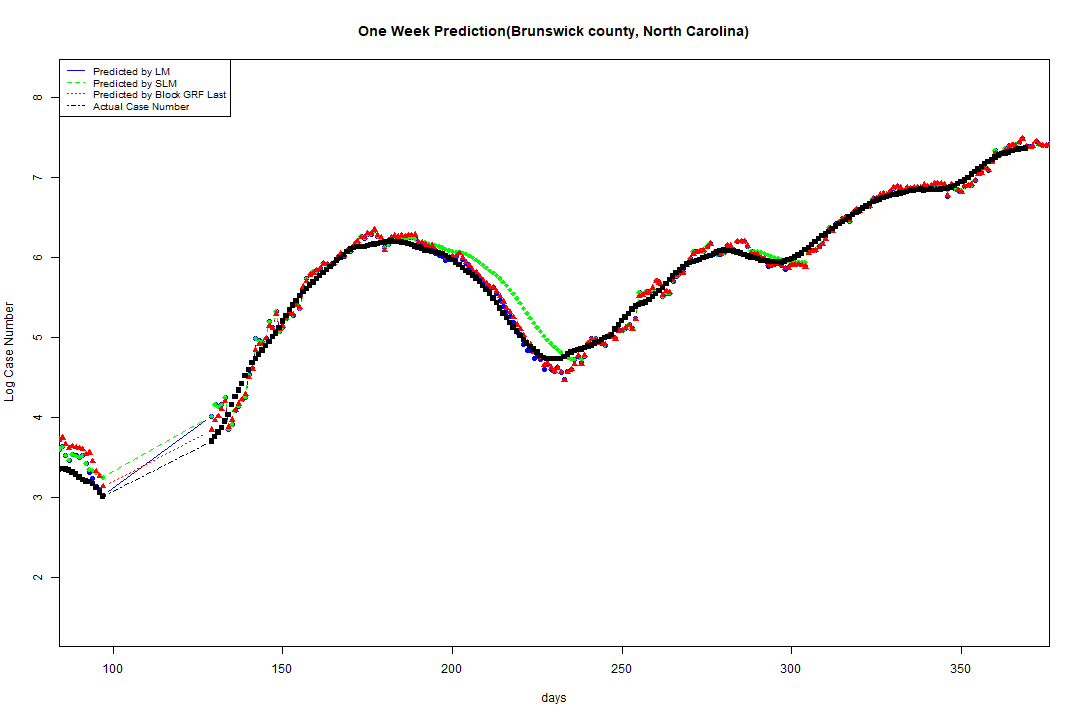 One Week Prediction(Brunswick county, North Carolina)
Predicted by LM
Predicted by SLM
Predicted by Block GRF Last
Actual Case Number
8
7
6
5
4
3
2
Log Case Number
100 150 200 250 300 350
days